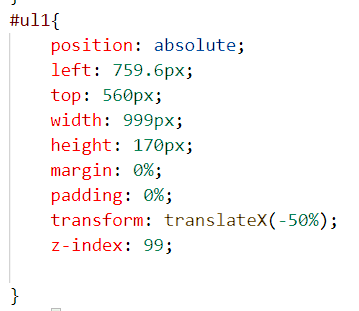 #ul1{
position: absolute;
left: 759.6px;
top: 560px;
width: 999px;
height: 170px;
margin: 0%;
padding: 0%;
transform: translateX(-50%);
z-index: 99;
}